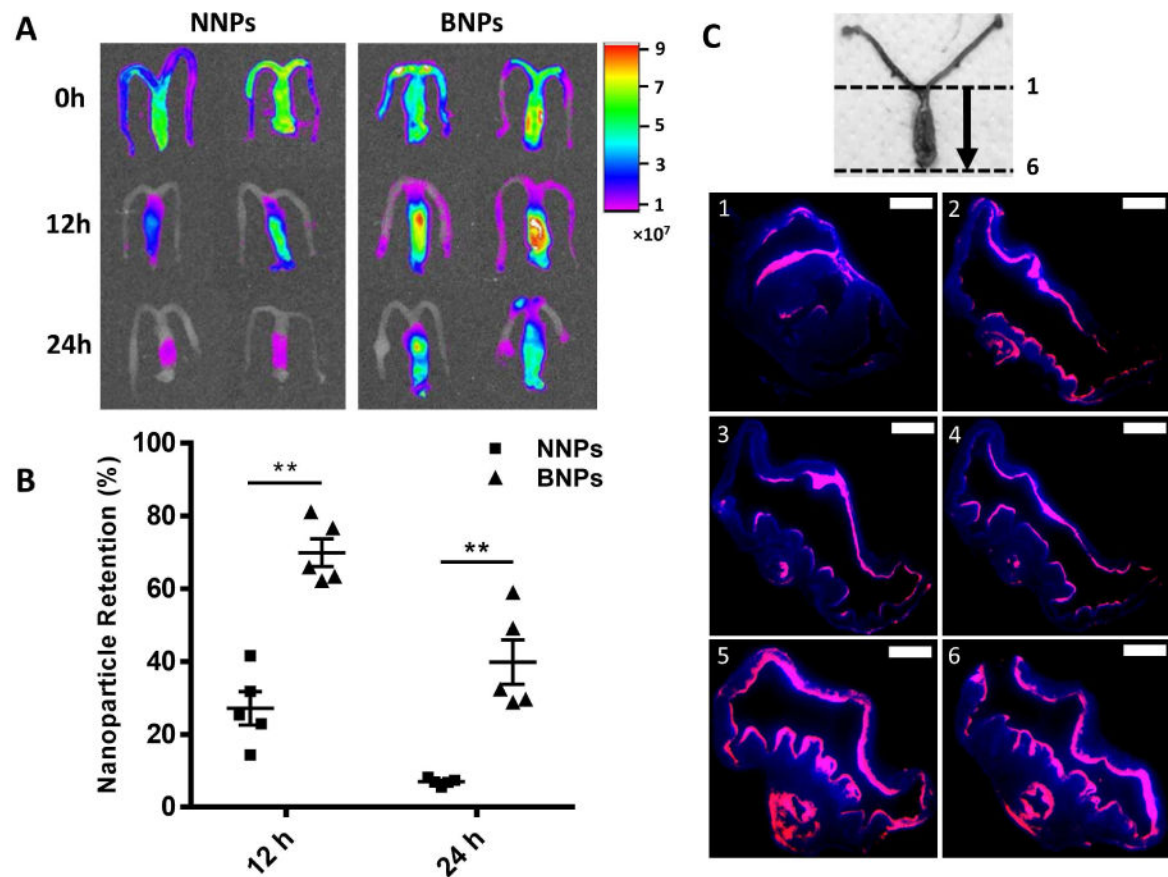 A
NNPs
BNPs
0h
12h
24h
9
7
5
3
1
×10⁷
B
Nanoparticle Retention (%)
100
80
60
40
20
0
**
**
NNPs
BNPs
12 h
24 h
C
1
6
1
2
3
4
5
6